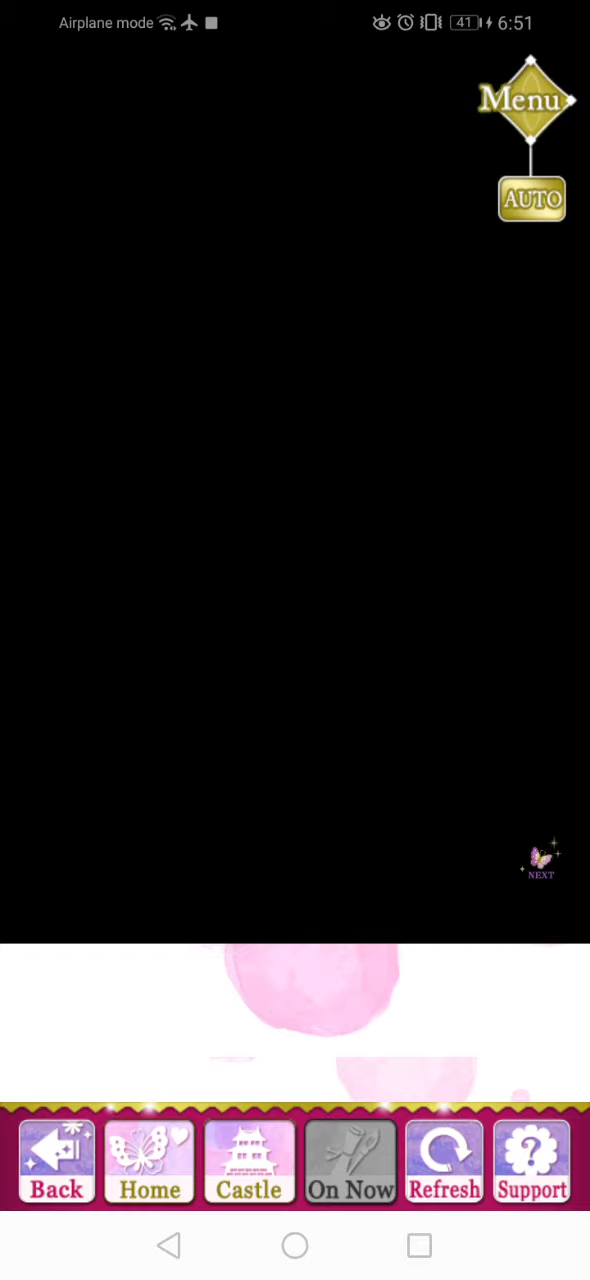 Airplane mode 41 6:51
Menu
AUTO
NEXT
Back Home Castle On Now Refresh Support